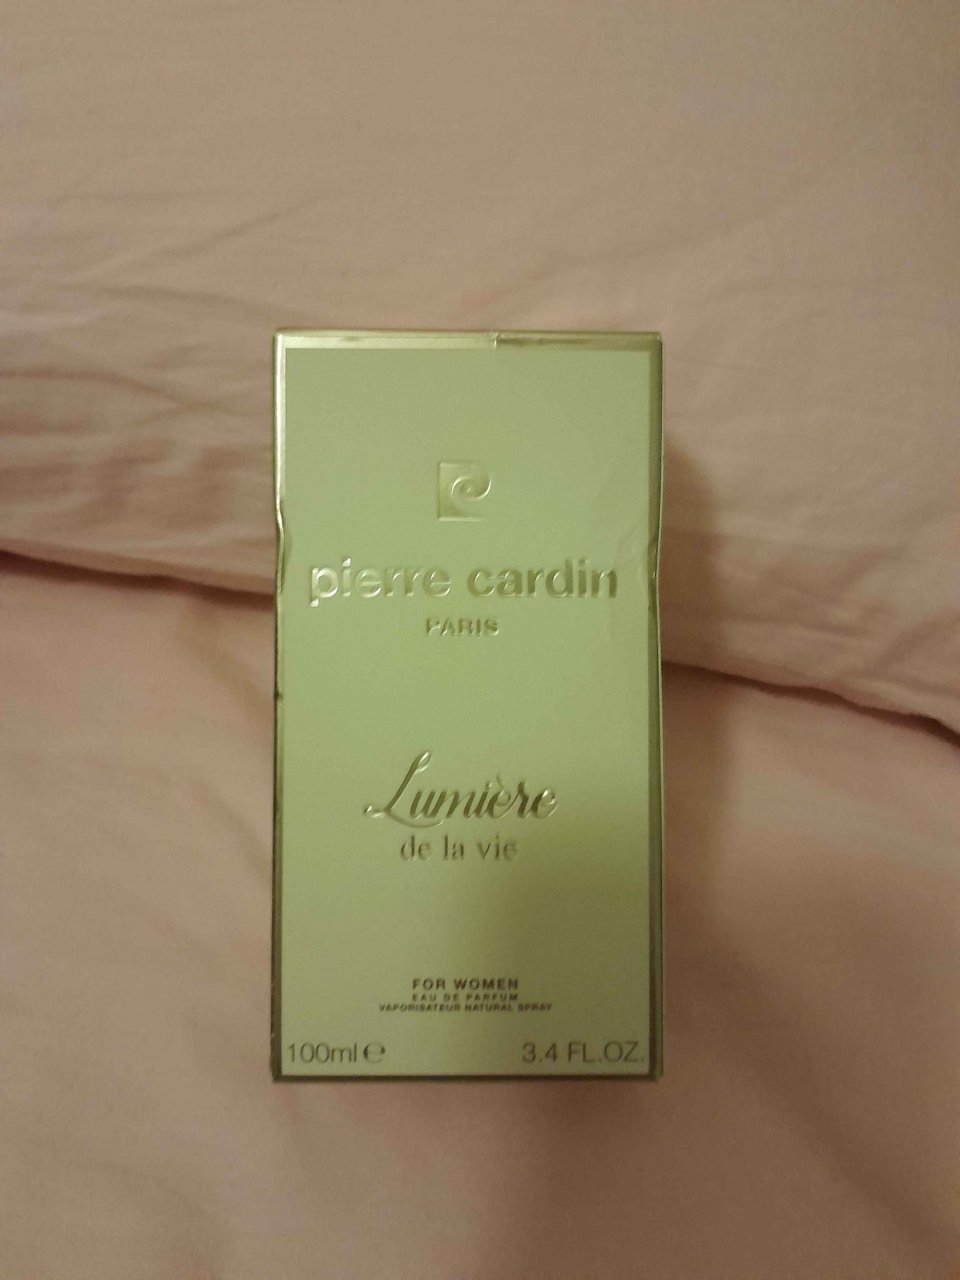 pierre cardin
PARIS
Lumière
de la vie
FOR WOMEN
EAU DE PARFUM
VAPORISATEUR NATURAL SPRAY
100ml ℮
3.4 FL.OZ.